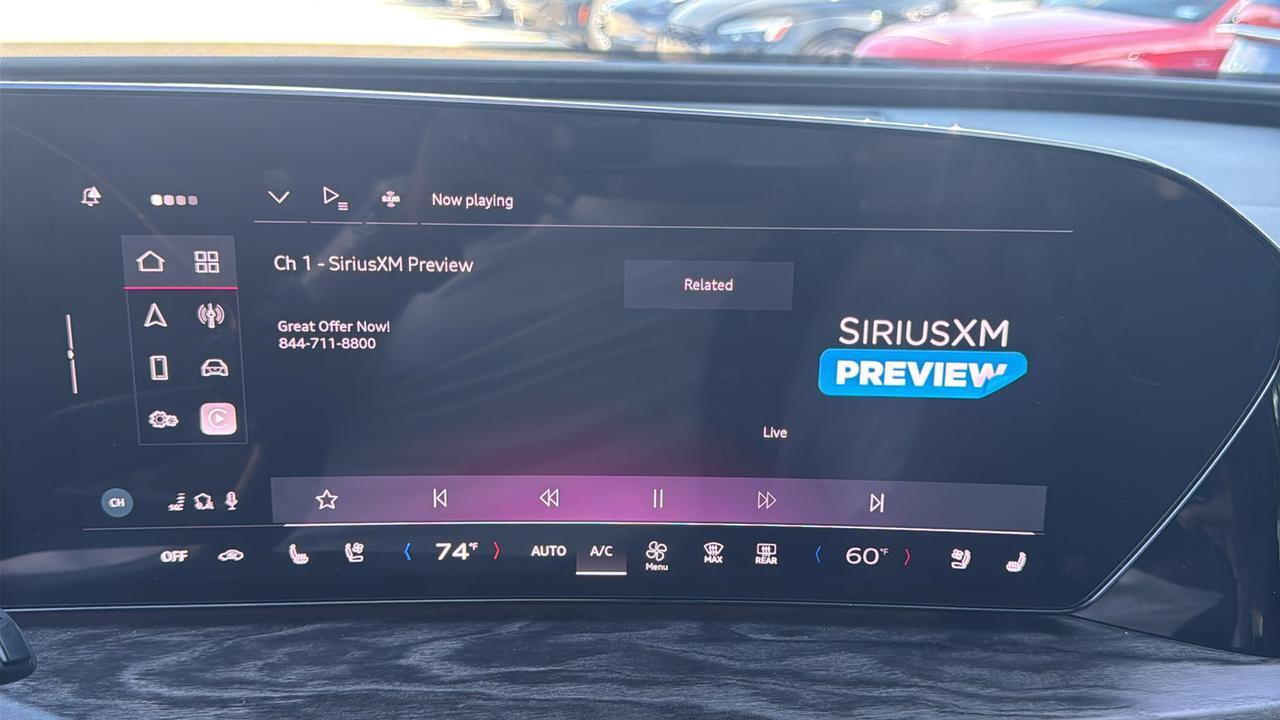 Now playing
Ch 1 - SiriusXM Preview
Related
Great Offer Now!
844-711-8800
SIRIUSXM
PREVIEW
Live
CH
OFF
74°F
AUTO
A/C
Menu
MAX
REAR
60°F